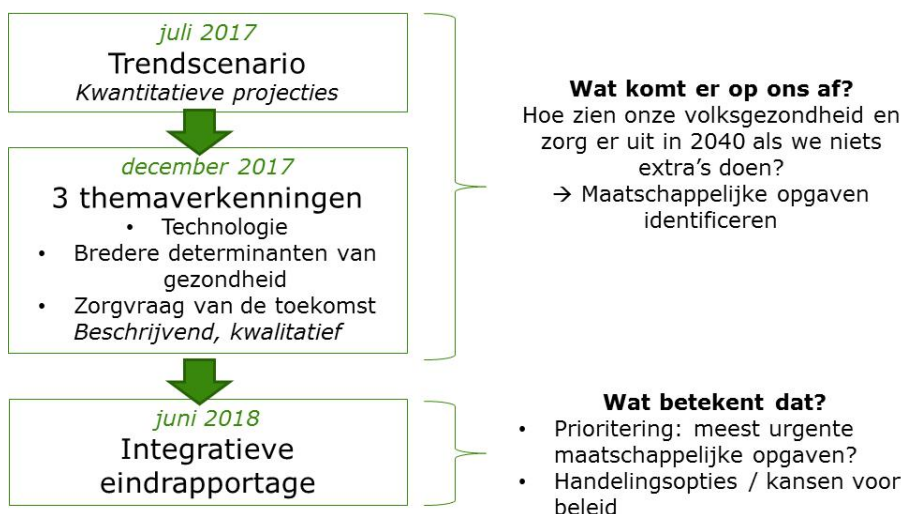 juli 2017
Trendscenario
Kwantitatieve projecties
december 2017
3 themaverkenningen
• Technologie
• Bredere determinanten van
gezondheid
• Zorgvraag van de toekomst
Beschrijvend, kwalitatief
juni 2018
Integratieve
eindrapportage
Wat komt er op ons af?
Hoe zien onze volksgezondheid en
zorg er uit in 2040 als we niets
extra's doen?
→ Maatschappelijke opgaven
identificeren
Wat betekent dat?
• Prioritering: meest urgente
maatschappelijke opgaven?
• Handelingsopties / kansen voor
beleid